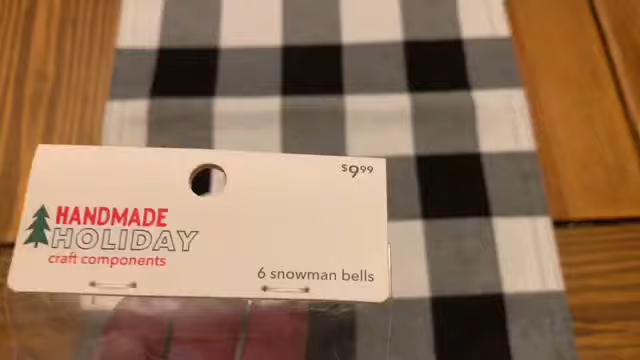 $9.99
HANDMADE
HOLIDAY
craft components
6 snowman bells